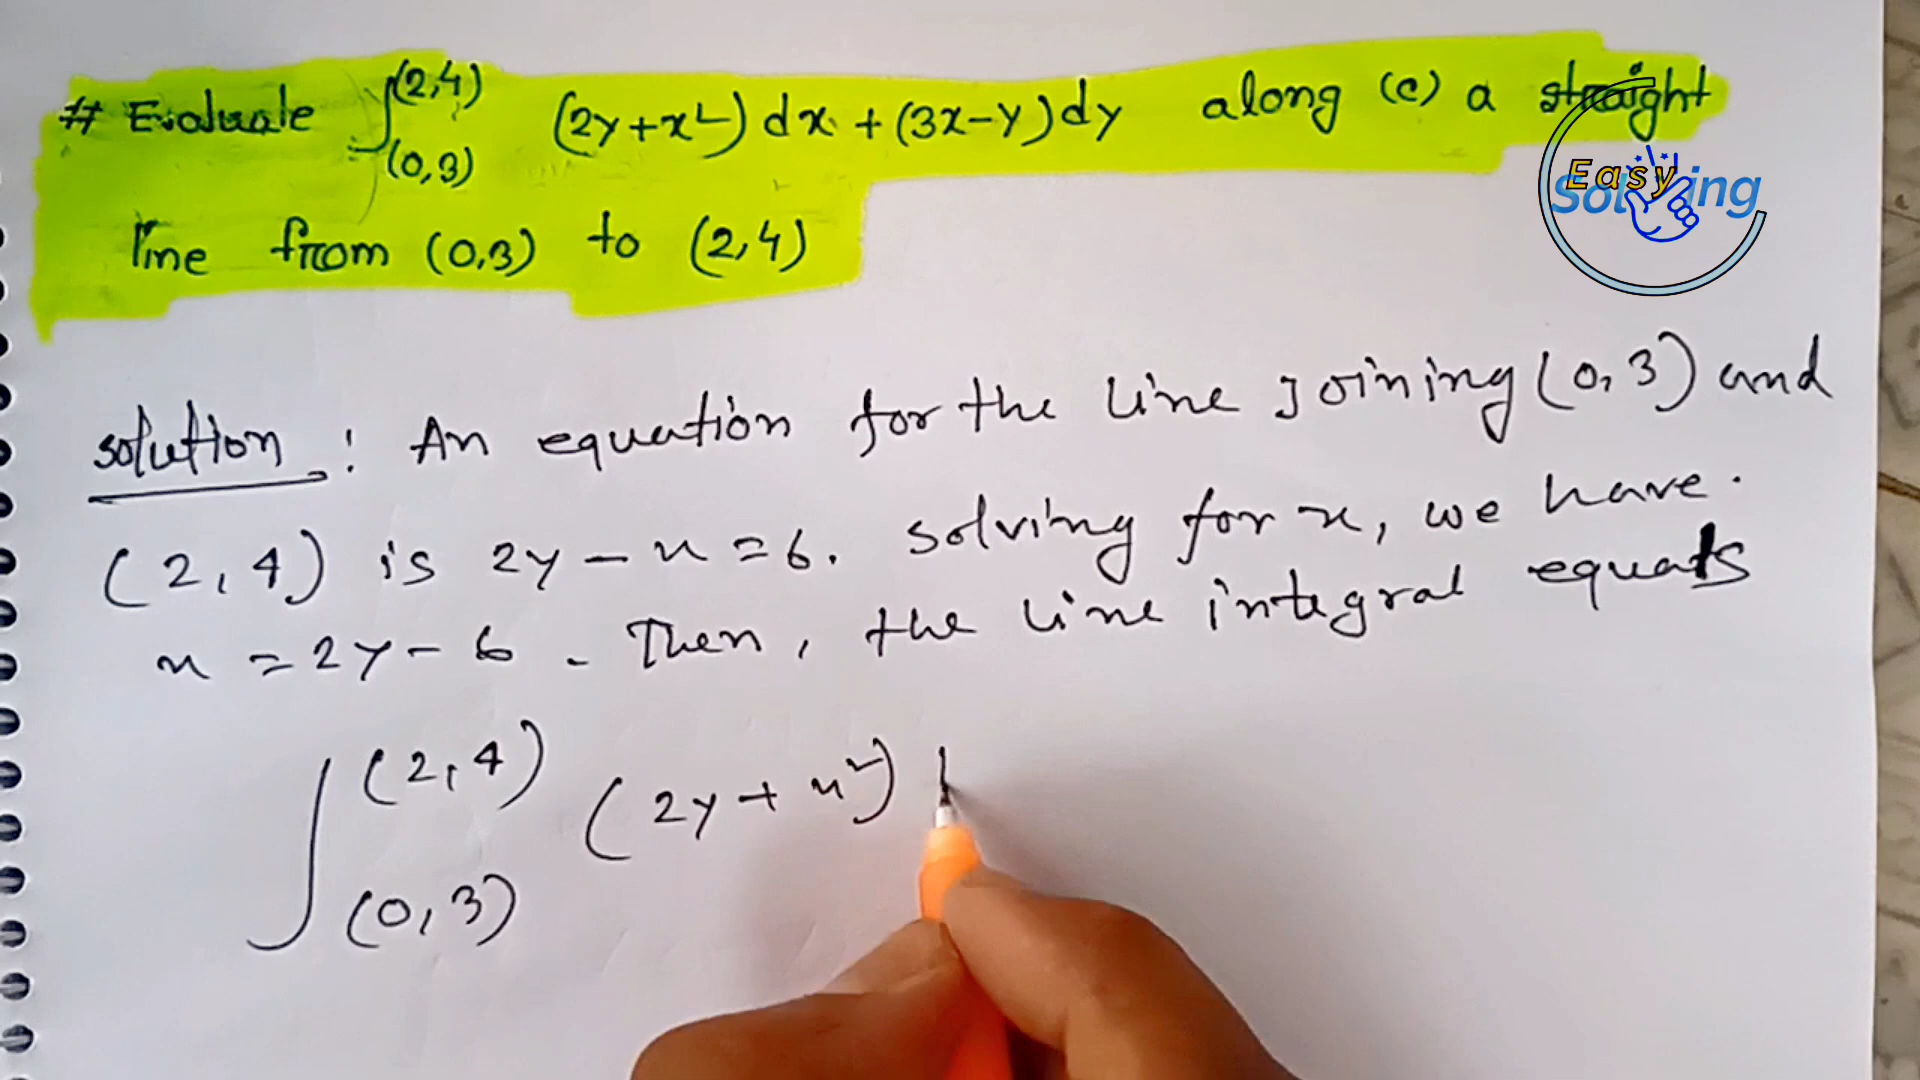 # Evaluate ∫(0,3)^(2,4) (2y+x²)dx+(3x-y)dy along (c) a straight
line from (0,3) to (2,4)
Easy
Solving
solution : An equation for the line Joining (0,3) and
(2,4) is 2y-x=6. solving for x, we have.
x=2y-6. Then, the line integral equals
∫(0,3)^(2,4) (2y+x²)